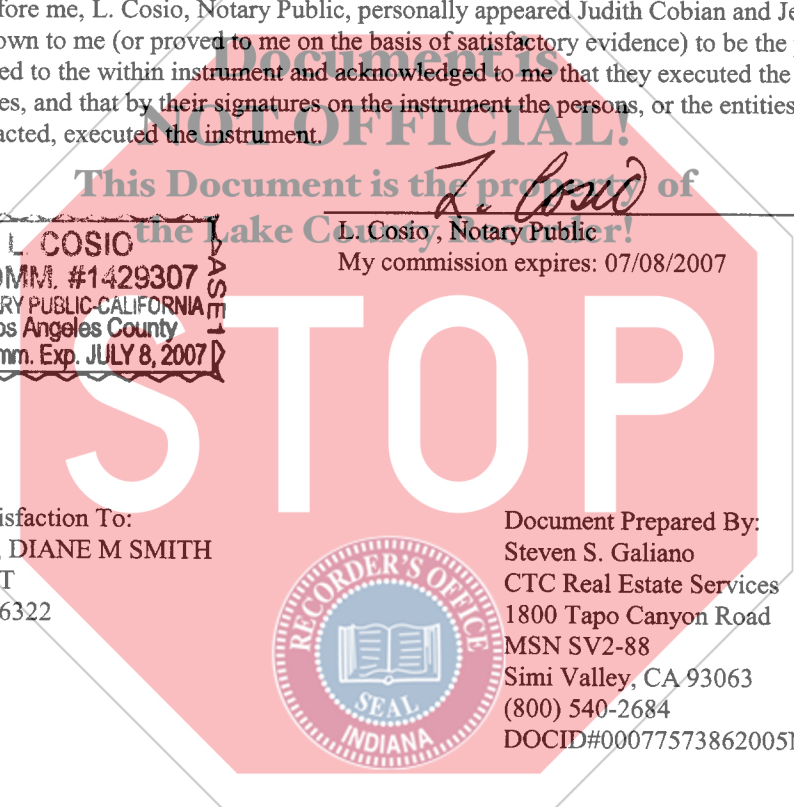 fore me, L. Cosio, Notary Public, personally appeared Judith Cobian and Je
own to me (or proved to me on the basis of satisfactory evidence) to be the
ed to the within instrument and acknowledged to me that they executed the
es, and that by their signatures on the instrument the persons, or the entities
acted, executed the instrument.
Document is
NOT OFFICIAL!
This Document is the property of
the Lake County Recorder!
L. Cosio
L. Cosio , Notary Public
My commission expires: 07/08/2007
L. COSIO
OMM. #1429307
RY PUBLIC-CALIFORNIA
os Angeles County
mm. Exp. JULY 8, 2007
ASE1
STOP
isfaction To:
, DIANE M SMITH
T
6322
RECORDER'S OFFICE
SEAL
INDIANA
Document Prepared By:
Steven S. Galiano
CTC Real Estate Services
1800 Tapo Canyon Road
MSN SV2-88
Simi Valley, CA 93063
(800) 540-2684
DOCID#00077573862005N